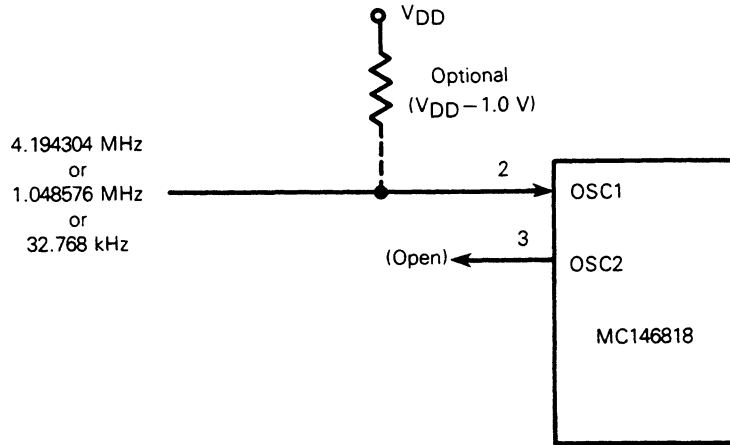 VDD
Optional
(VDD−1.0 V)
4.194304 MHz
or
1.048576 MHz
or
32.768 kHz
2
OSC1
3
(Open)
OSC2
MC146818